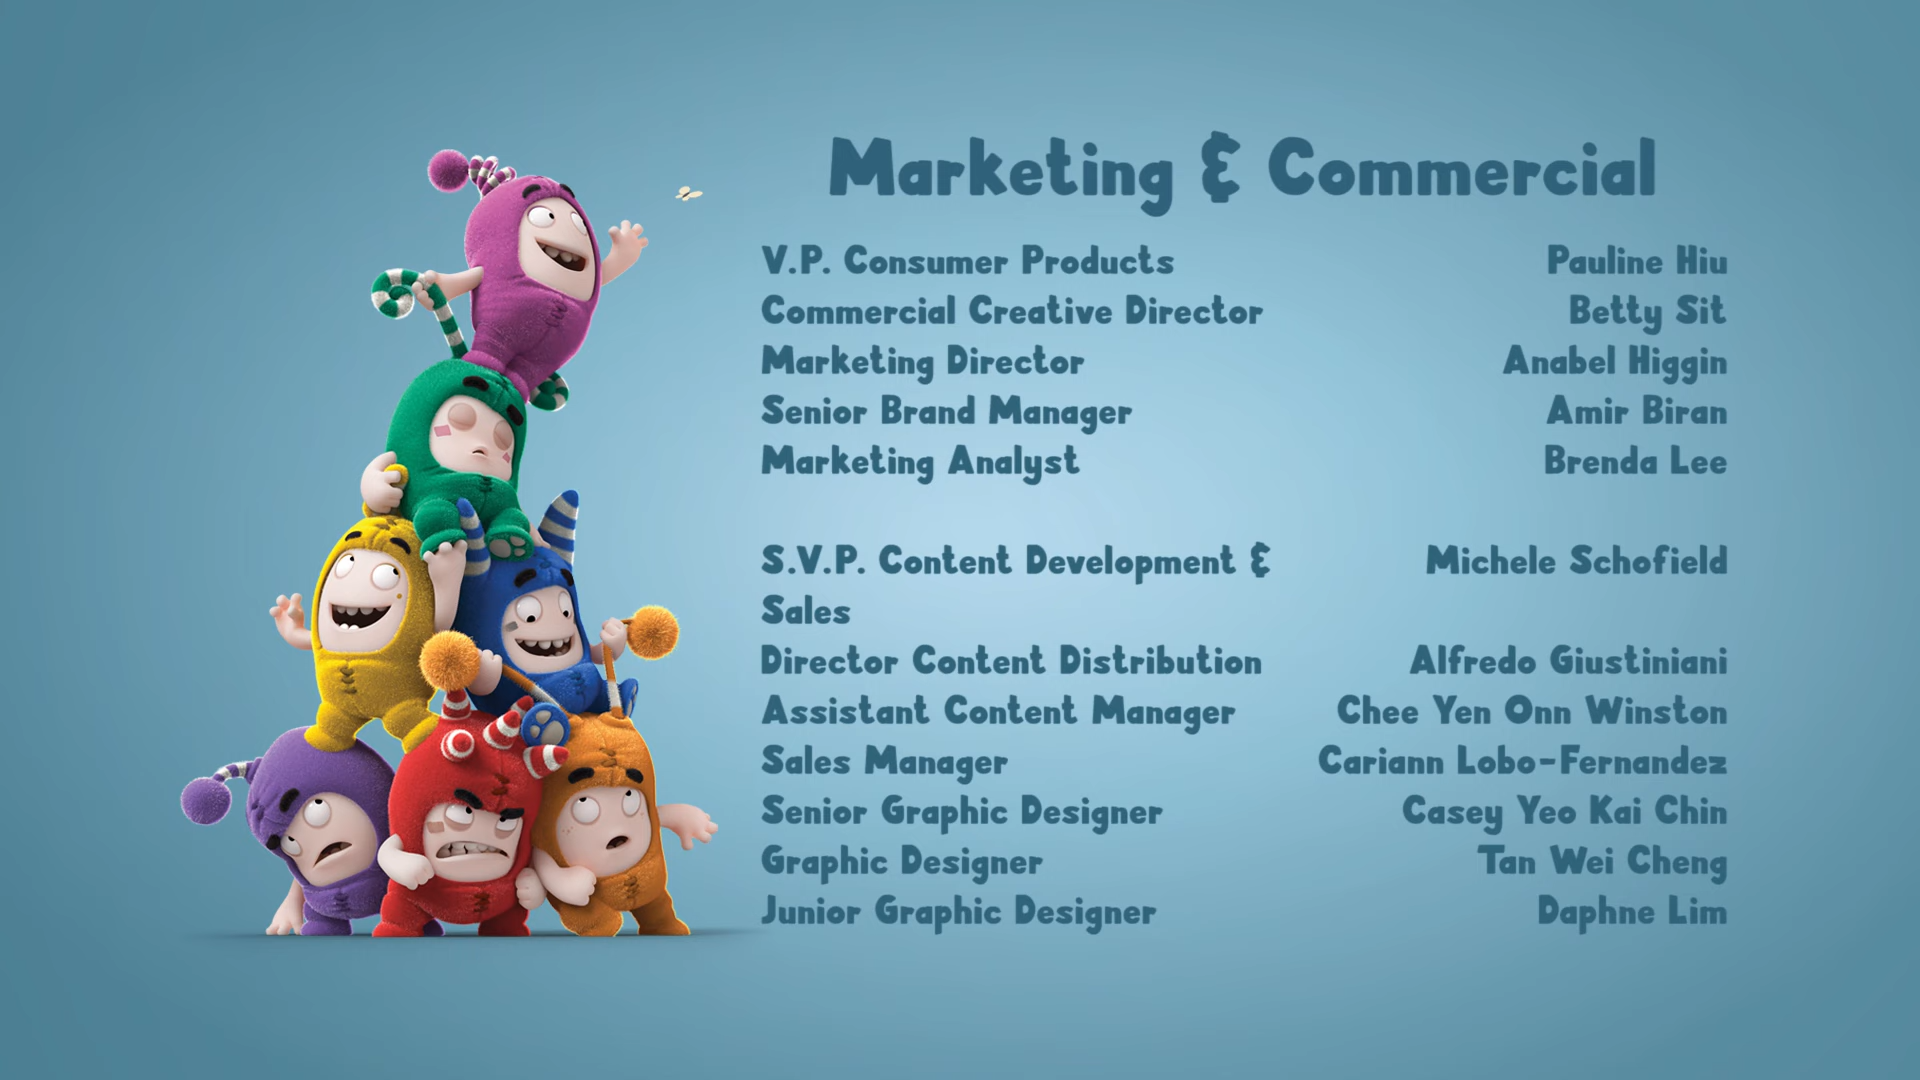 Marketing & Commercial
V.P. Consumer Products Pauline Hiu
Commercial Creative Director Betty Sit
Marketing Director Anabel Higgin
Senior Brand Manager Amir Biran
Marketing Analyst Brenda Lee
S.V.P. Content Development & Michele Schofield
Sales
Director Content Distribution Alfredo Giustiniani
Assistant Content Manager Chee Yen Onn Winston
Sales Manager Cariann Lobo-Fernandez
Senior Graphic Designer Casey Yeo Kai Chin
Graphic Designer Tan Wei Cheng
Junior Graphic Designer Daphne Lim